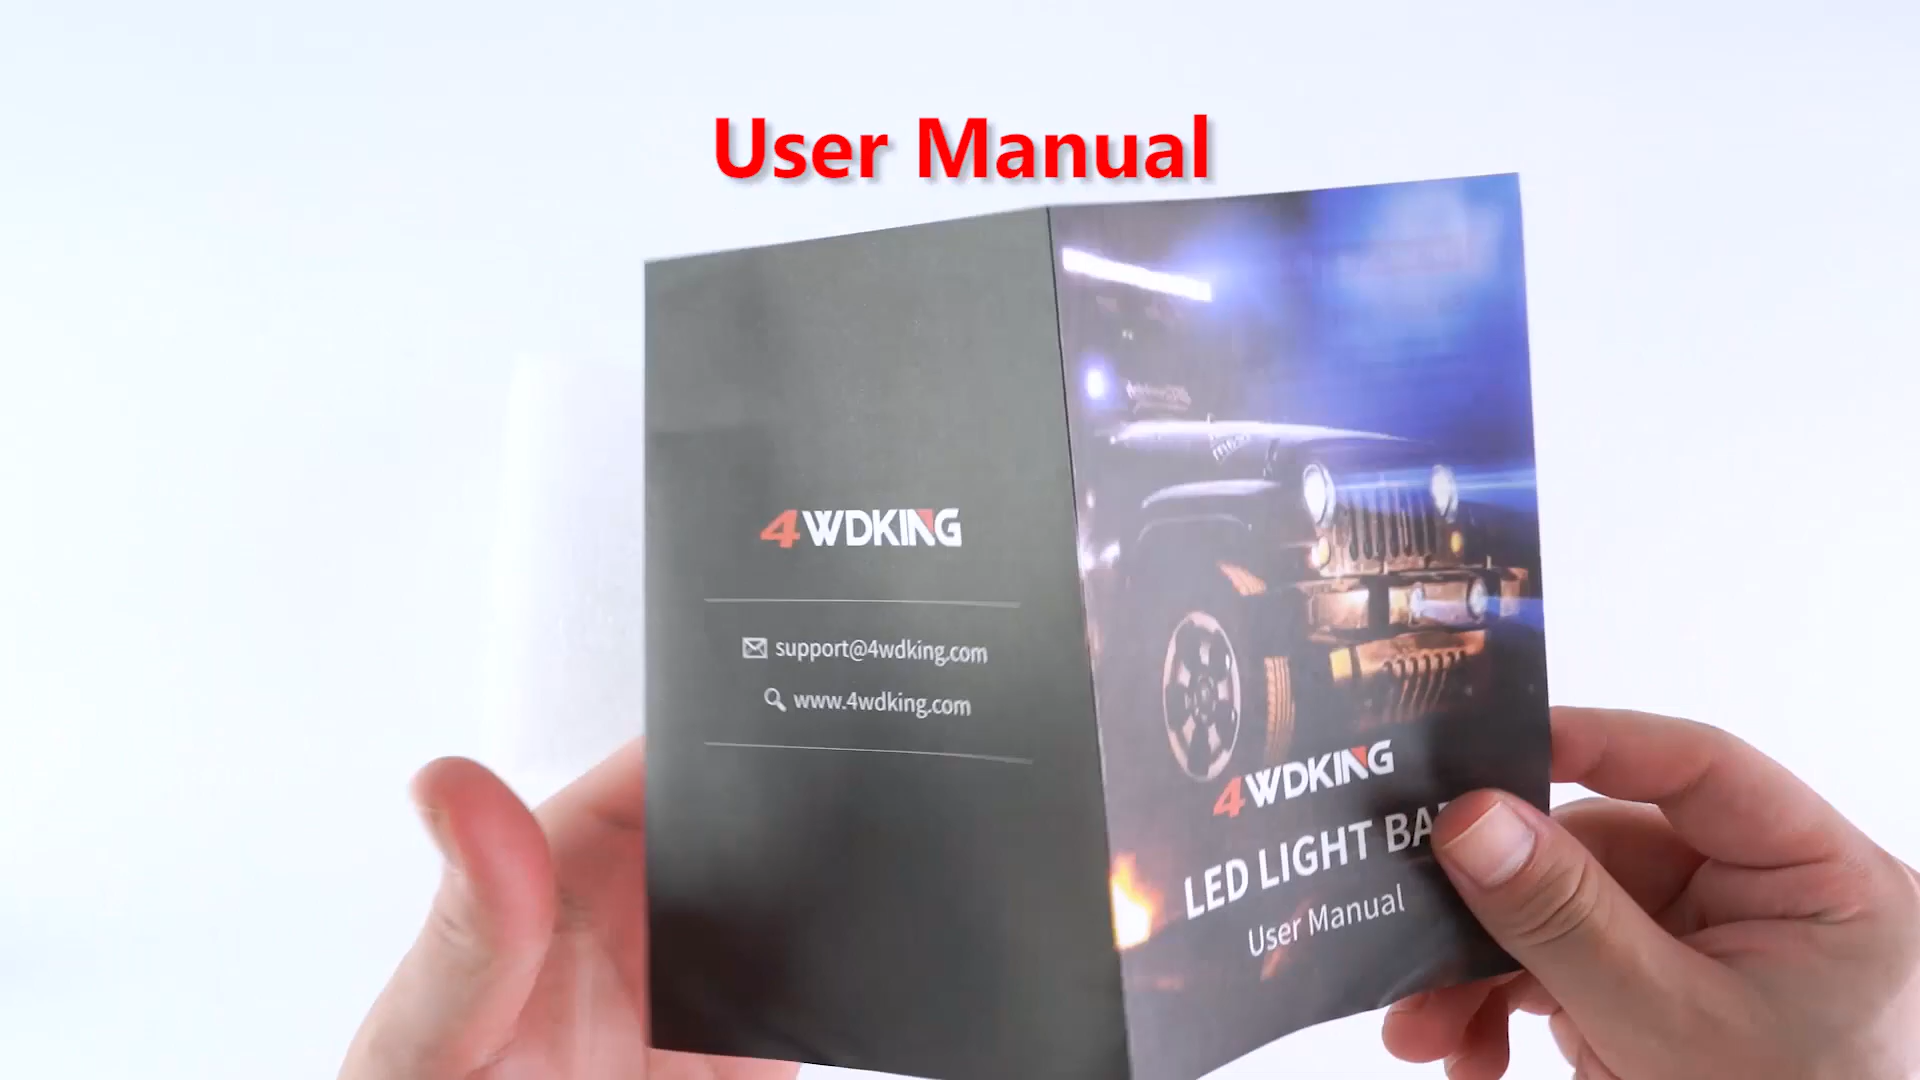 User Manual
4WDKING
support@4wdking.com
www.4wdking.com
4WDKING
LED LIGHT BA
User Manual